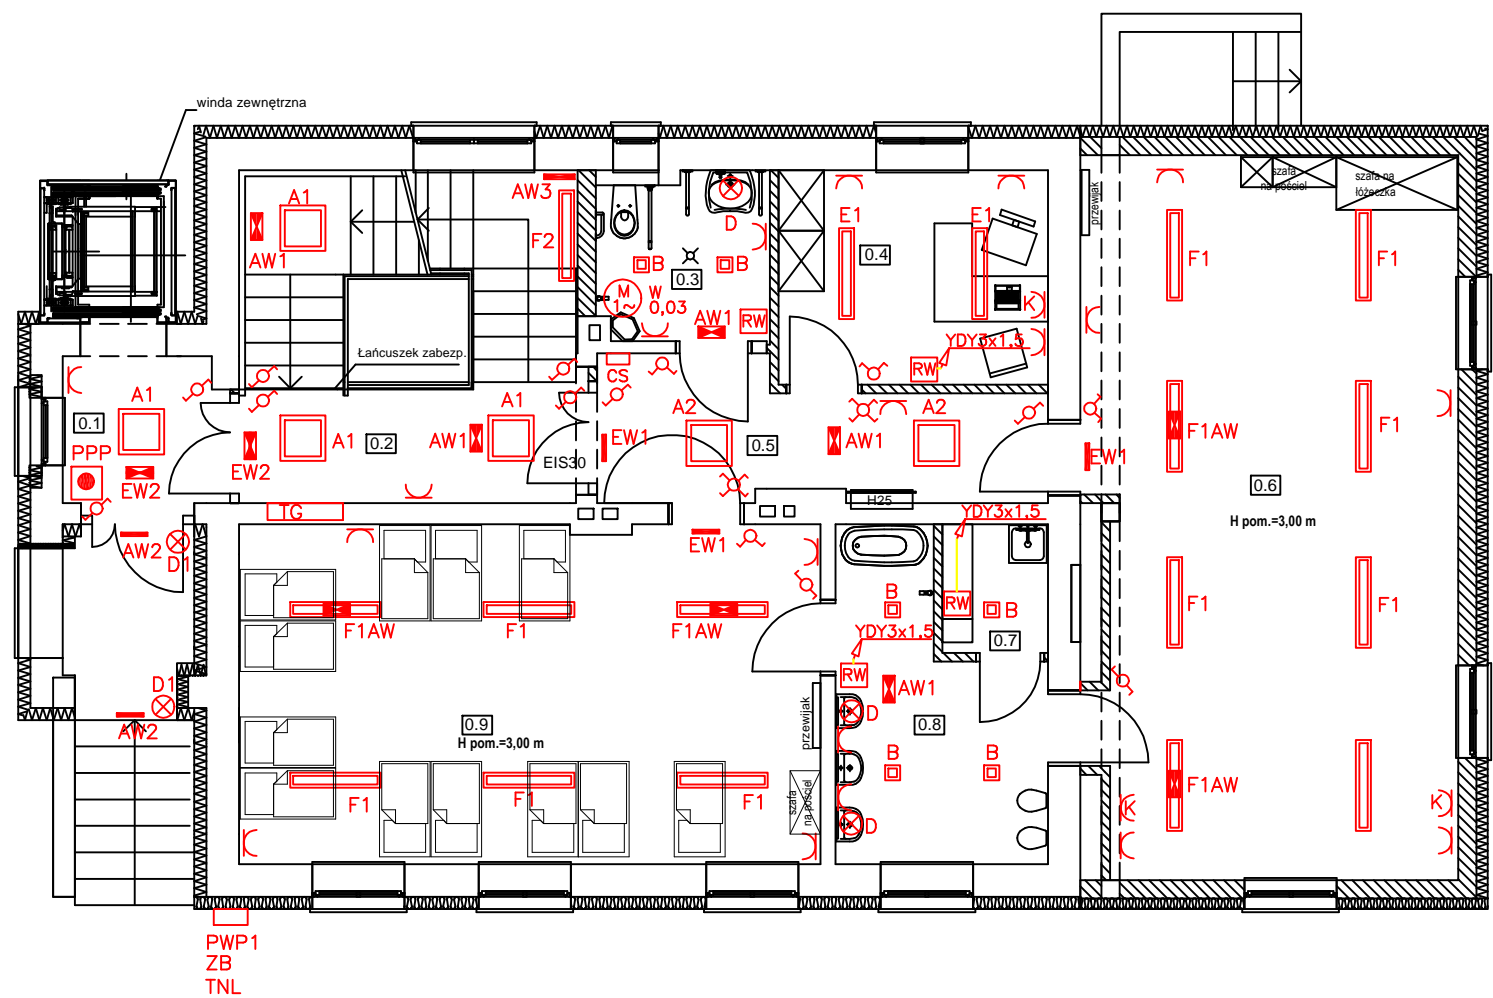 winda zewnętrzna
A1
AW1
AW3
F2
D
B
B
0.3
M
1~
W
0,03
AW1
RW
E1
0.4
E1
K
YDY3x1.5
RW
przewijak
szafa
na pościel
szafa na
łóżeczka
F1
F1
Łańcuszek zabezp.
CS
0.1
A1
PPP
EW2
EW2
A1
0.2
AW1
A1
EIS30
EW1
A2
0.5
AW1
A2
EW1
F1AW
F1
0.6
H pom.=3,00 m
TG
H25
YDY3x1.5
AW2
D1
EW1
F1AW
F1
F1AW
B
RW
B
0.7
YDY3x1.5
RW
AW1
F1
F1
D1
AW2
0.9
H pom.=3,00 m
przewijak
D
0.8
B
B
F1
F1
F1
szafa
na pościel
D
F1AW
F1
K
K
PWP1
ZB
TNL